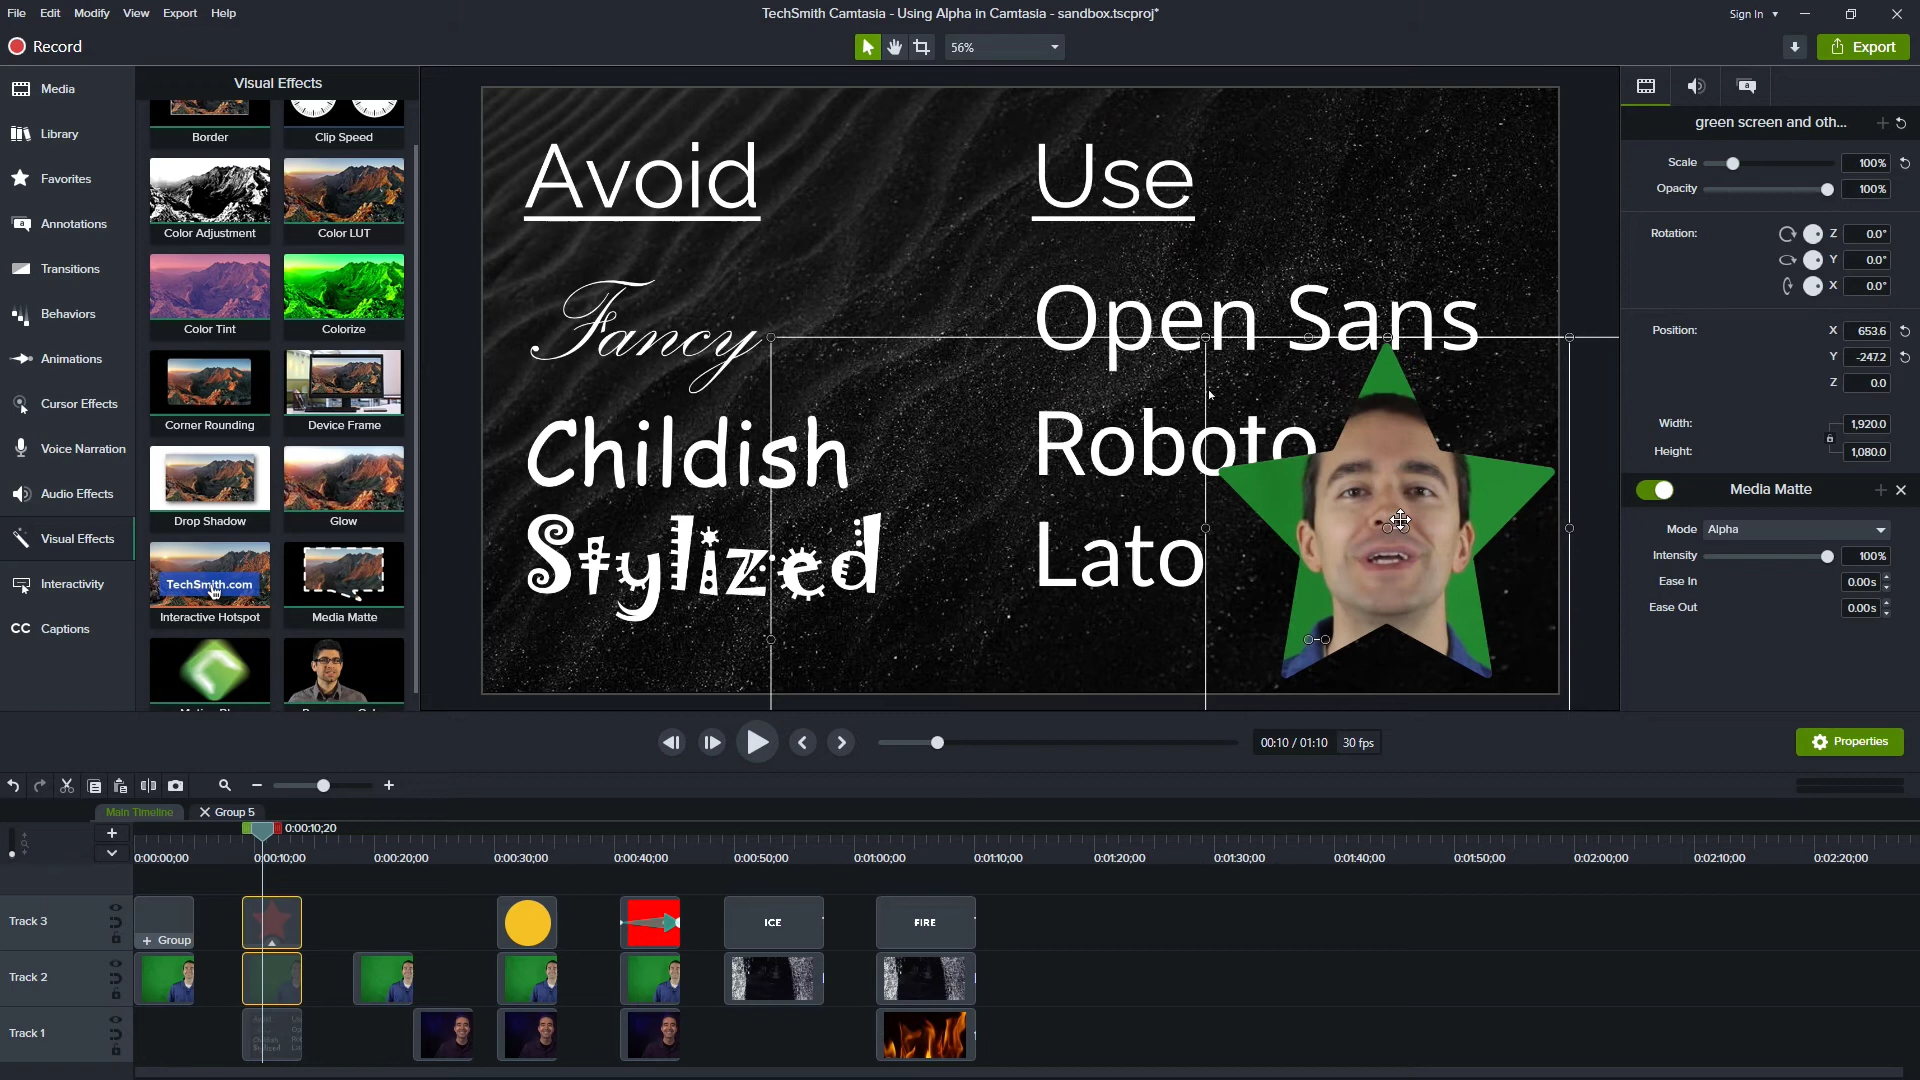 File Edit Modify View Export Help
TechSmith Camtasia - Using Alpha in Camtasia - sandbox.tscproj*
Sign In
Record
56%
Export
Media
Library
Favorites
Annotations
Transitions
Behaviors
Animations
Cursor Effects
Voice Narration
Audio Effects
Visual Effects
Interactivity
CC Captions
Visual Effects
Border Clip Speed
Color Adjustment Color LUT
Color Tint Colorize
Corner Rounding Device Frame
Drop Shadow Glow
TechSmith.com
Interactive Hotspot Media Matte
Avoid
Fancy
Childish
Stylized
Use
Open Sans
Roboto
Lato
green screen and oth...
Scale 100%
Opacity 100%
Rotation: Z 0.0°
Y 0.0°
X 0.0°
Position: X 653.6
Y -247.2
Z 0.0
Width: 1,920.0
Height: 1,080.0
Media Matte
Mode Alpha
Intensity 100%
Ease In 0.00s
Ease Out 0.00s
00:10 / 01:10 30 fps
Properties
Main Timeline Group 5
0:00:10;20
0:00:00;00 0:00:10;00 0:00:20;00 0:00:30;00 0:00:40;00 0:00:50;00 0:01:00;00 0:01:10;00 0:01:20;00 0:01:30;00 0:01:40;00 0:01:50;00 0:02:00;00 0:02:10;00 0:02:20;00
Track 3
+ Group
ICE
FIRE
Track 2
Track 1